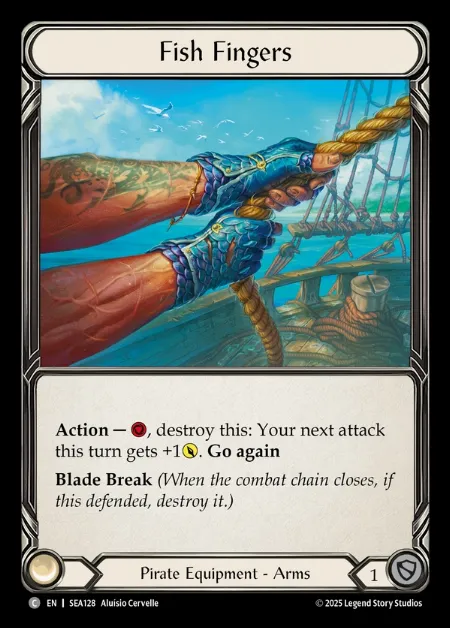 Fish Fingers
Action — , destroy this: Your next attack
this turn gets +1. Go again
Blade Break (When the combat chain closes, if
this defended, destroy it.)
Pirate Equipment - Arms
1
C EN | SEA128 Aluisio Cervelle
© 2025 Legend Story Studios